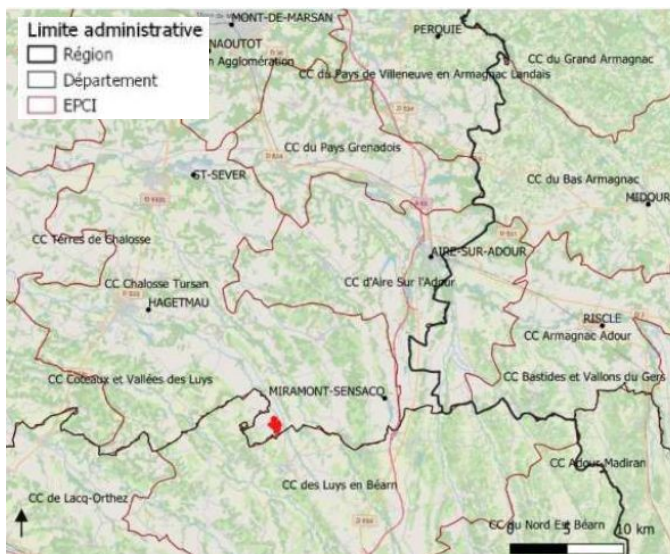 Limite administrative
Région
Département
EPCI
MONT-DE-MARSAN
NAOUTOT
n Agglomération
PERQUIE
CC du Grand Armagnac
CC du Pays de Villeneuve en Armagnac Landais
CC du Pays Grenadois
ST-SEVER
CC du Bas Armagnac
MIDOUR
CC Terres de Chalosse
AIRE-SUR-ADOUR
CC Chalosse Tursan
CC d'Aire Sur l'Adour
HAGETMAU
RISCLE
CC Armagnac Adour
CC Coteaux et Vallées des Luys
CC Bastides et Vallons du Gers
MIRAMONT-SENSACQ
CC Adour-Madiran
CC des Luys en Béarn
CC de Lacq-Orthez
CC du Nord Est Béarn
0 5 10 km